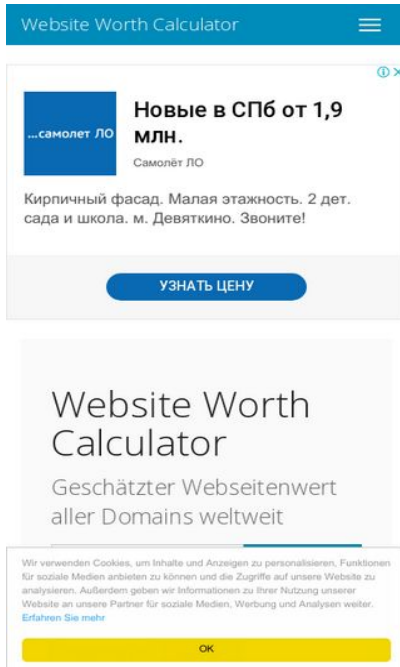 Website Worth Calculator
Новые в СПб от 1,9
млн.
...самолет ЛО
Самолёт ЛО
Кирпичный фасад. Малая этажность. 2 дет.
сада и школа. м. Девяткино. Звоните!
УЗНАТЬ ЦЕНУ
Website Worth
Calculator
Geschätzter Webseitenwert
aller Domains weltweit
Wir verwenden Cookies, um Inhalte und Anzeigen zu personalisieren, Funktionen
für soziale Medien anbieten zu können und die Zugriffe auf unsere Website zu
analysieren. Außerdem geben wir Informationen zu Ihrer Nutzung unserer
Website an unsere Partner für soziale Medien, Werbung und Analysen weiter.
Erfahren Sie mehr
OK